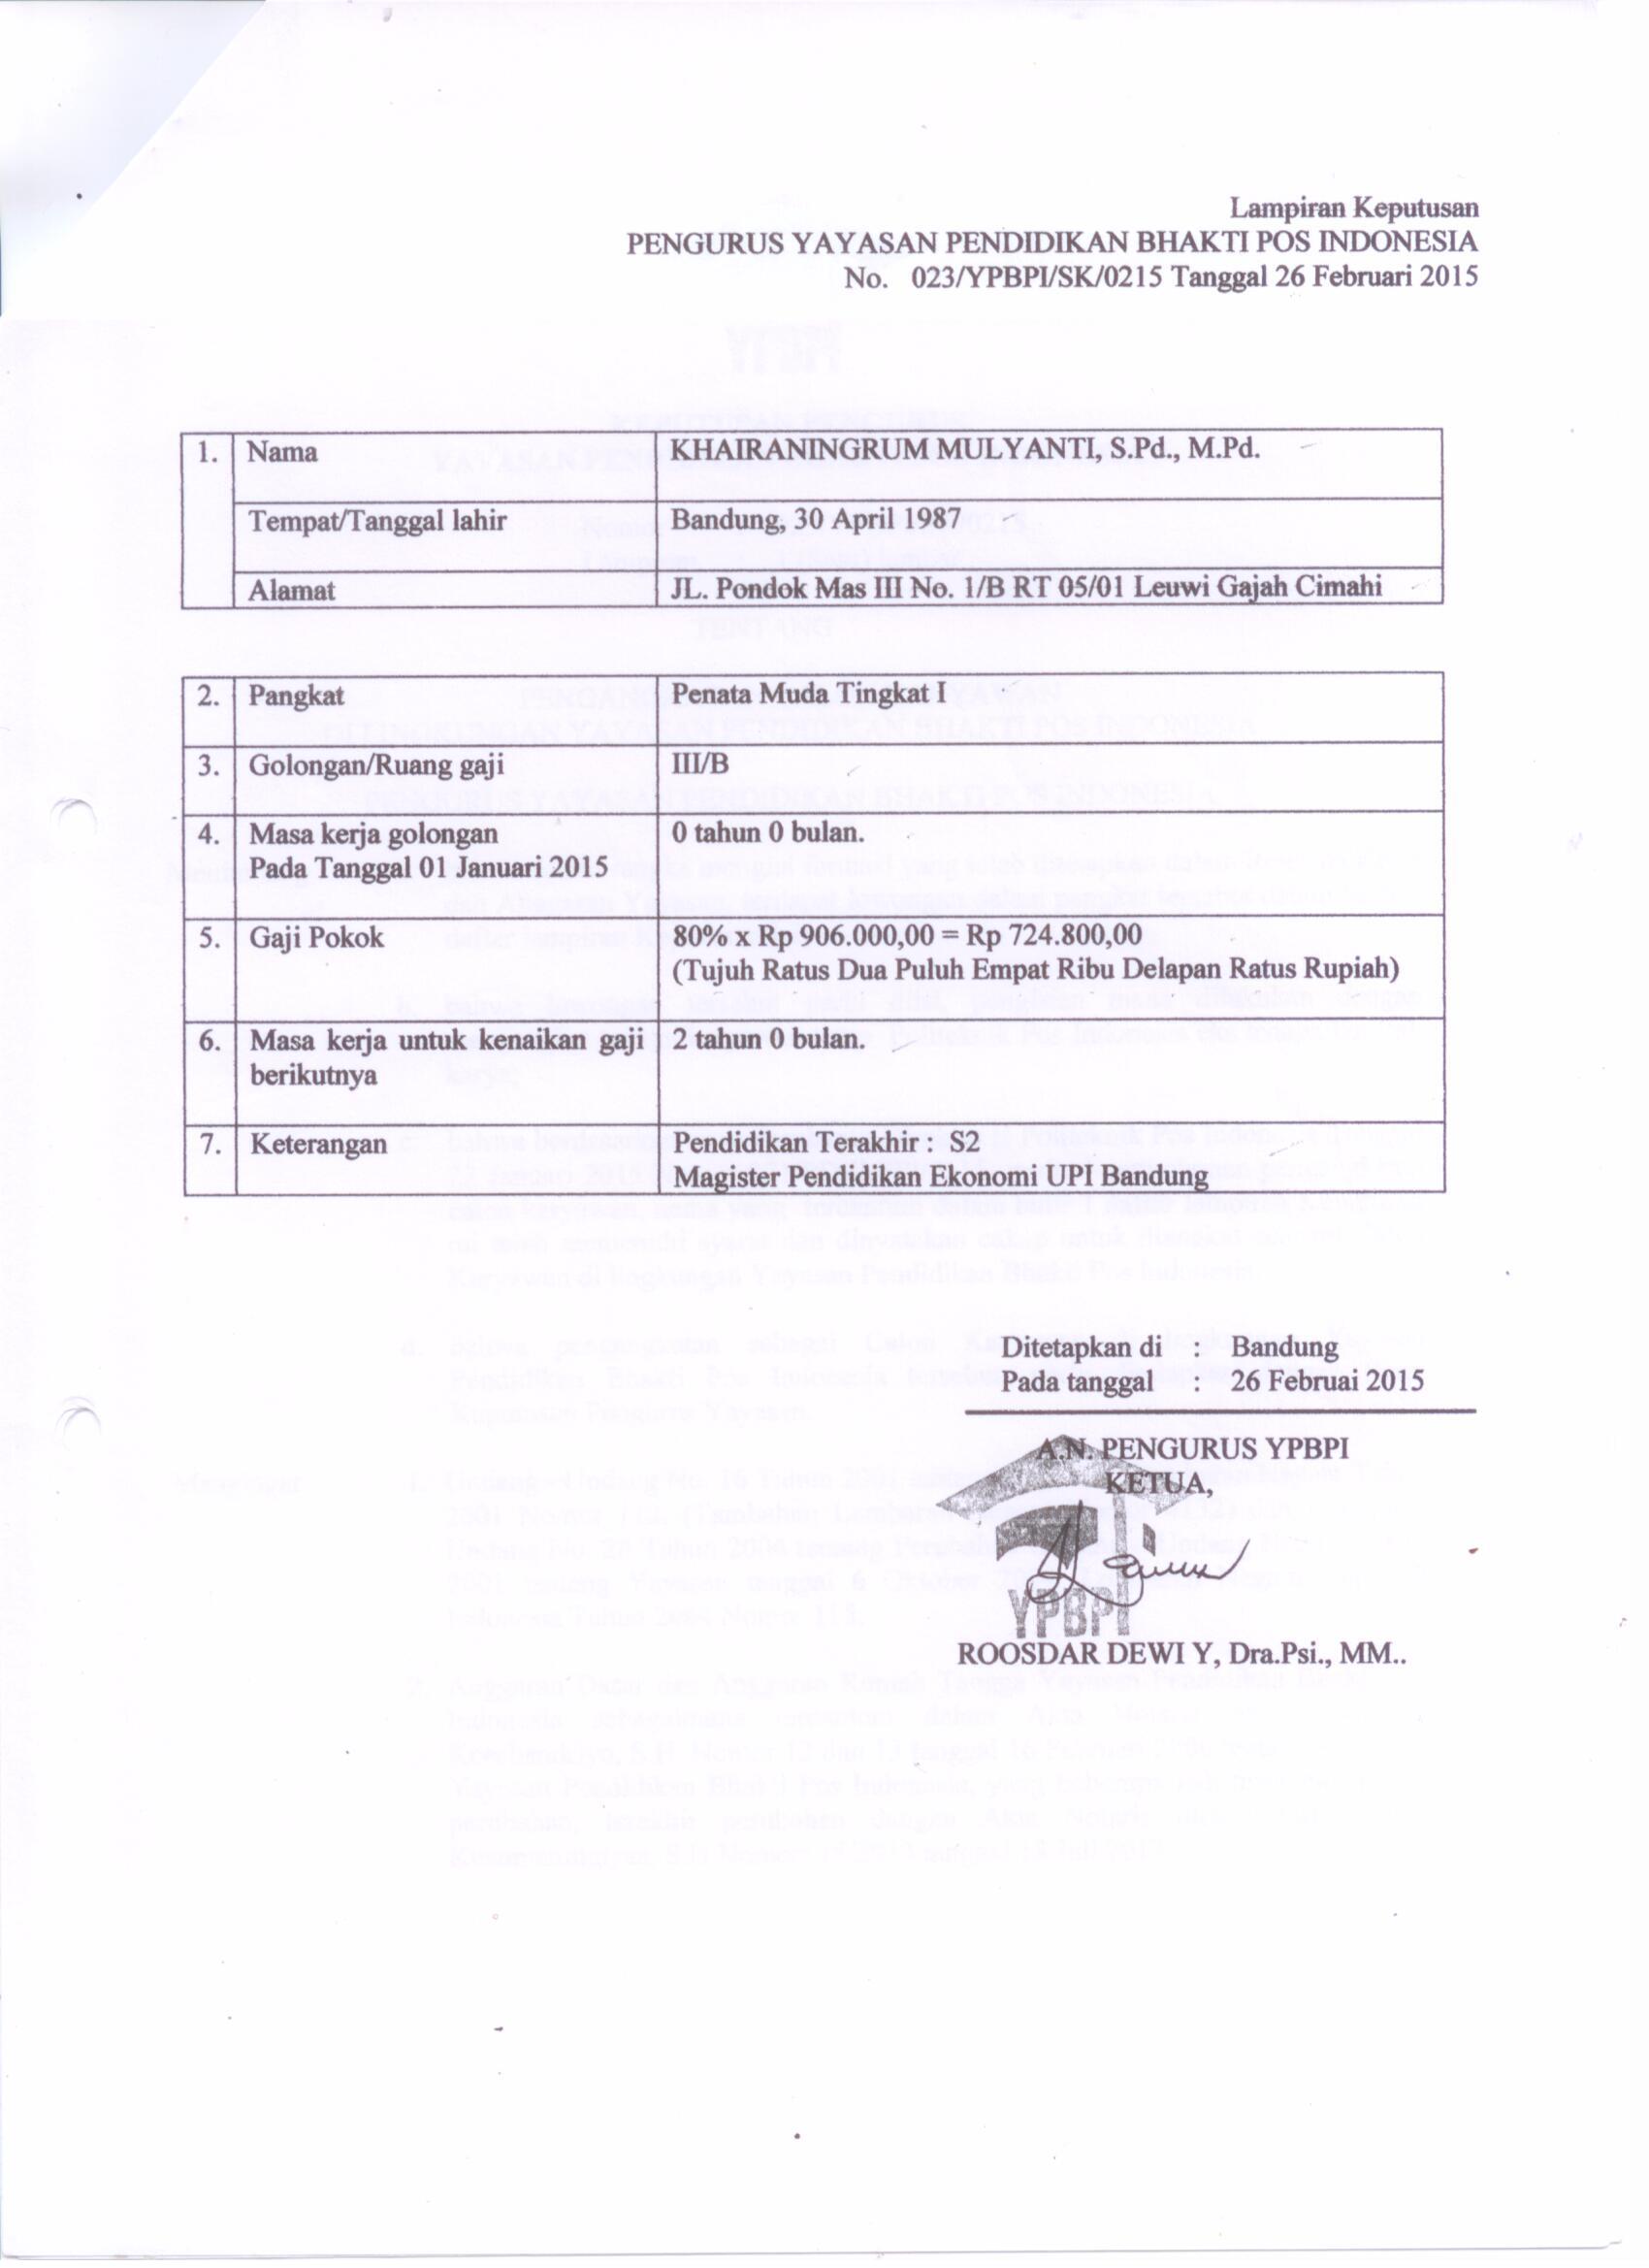 Lampiran Keputusan
PENGURUS YAYASAN PENDIDIKAN BHAKTI POS INDONESIA
No. 023/YPBPI/SK/0215 Tanggal 26 Februari 2015
1. Nama KHAIRANINGRUM MULYANTI, S.Pd., M.Pd.
Tempat/Tanggal lahir Bandung, 30 April 1987
Alamat JL. Pondok Mas III No. 1/B RT 05/01 Leuwi Gajah Cimahi
2. Pangkat Penata Muda Tingkat I
3. Golongan/Ruang gaji III/B
4. Masa kerja golongan 0 tahun 0 bulan.
Pada Tanggal 01 Januari 2015
5. Gaji Pokok 80% x Rp 906.000,00 = Rp 724.800,00
(Tujuh Ratus Dua Puluh Empat Ribu Delapan Ratus Rupiah)
6. Masa kerja untuk kenaikan gaji 2 tahun 0 bulan.
berikutnya
7. Keterangan Pendidikan Terakhir : S2
Magister Pendidikan Ekonomi UPI Bandung
Ditetapkan di : Bandung
Pada tanggal : 26 Februai 2015
A.N. PENGURUS YPBPI
KETUA,
YPBPI
ROOSDAR DEWI Y, Dra.Psi., MM..